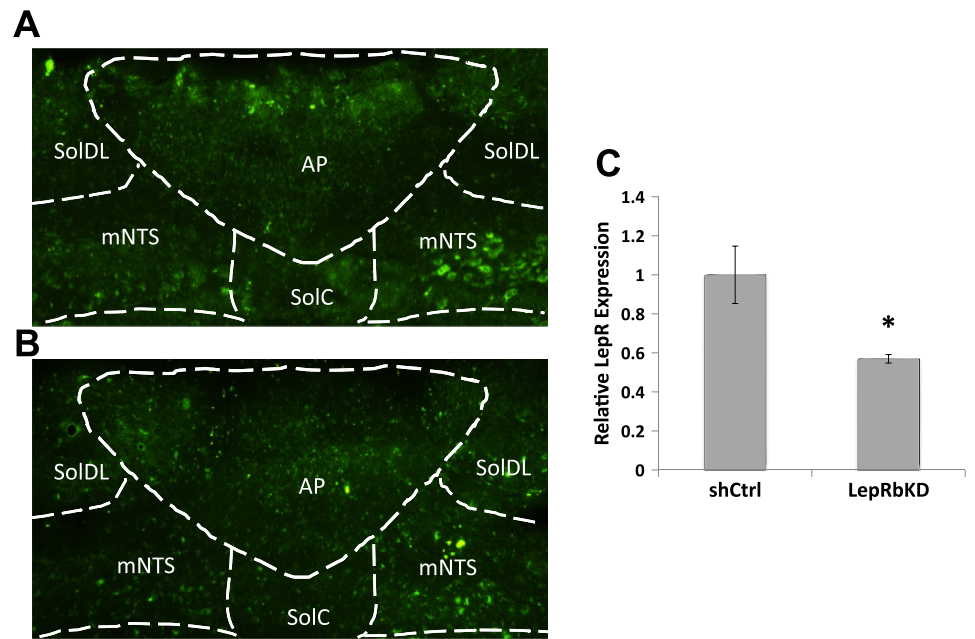 A
SolDL
AP
SolDL
mNTS
mNTS
SolC
B
SolDL
AP
SolDL
mNTS
mNTS
SolC
C
Relative LepR Expression
1.4
1.2
1
0.8
0.6
0.4
0.2
0
*
shCtrl
LepRbKD